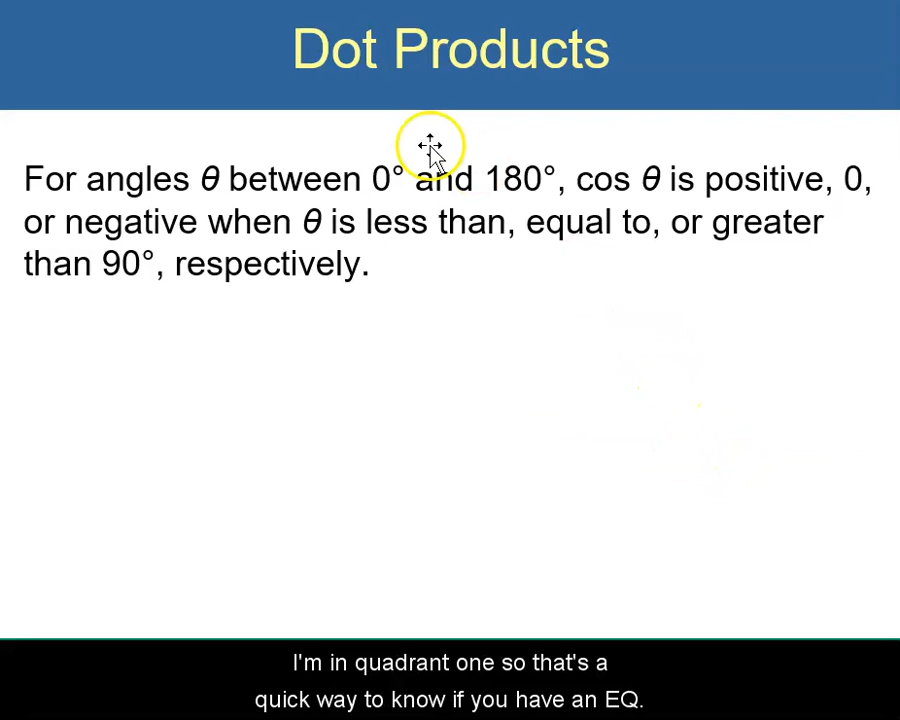 Dot Products
For angles θ between 0° and 180°, cos θ is positive, 0,
or negative when θ is less than, equal to, or greater
than 90°, respectively.
I'm in quadrant one so that's a
quick way to know if you have an EQ.